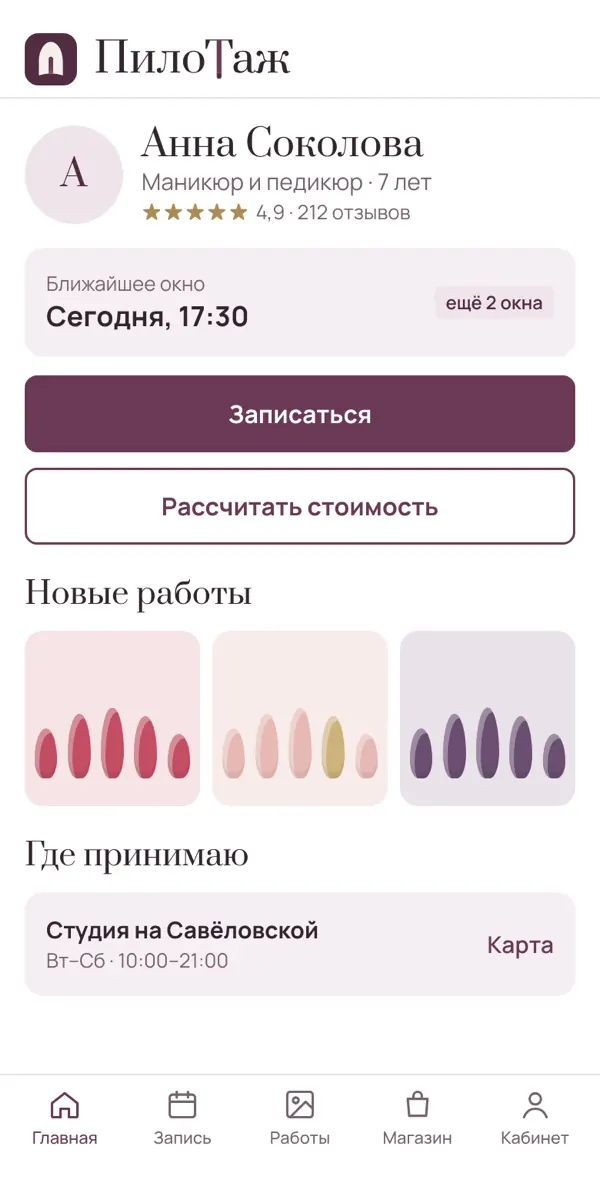 ПилоТаж
Анна Соколова
А
Маникюр и педикюр · 7 лет
4,9 · 212 отзывов
Ближайшее окно
Сегодня, 17:30
ещё 2 окна
Записаться
Рассчитать стоимость
Новые работы
Где принимаю
Студия на Савёловской
Вт–Сб · 10:00–21:00
Карта
Главная
Запись
Работы
Магазин
Кабинет